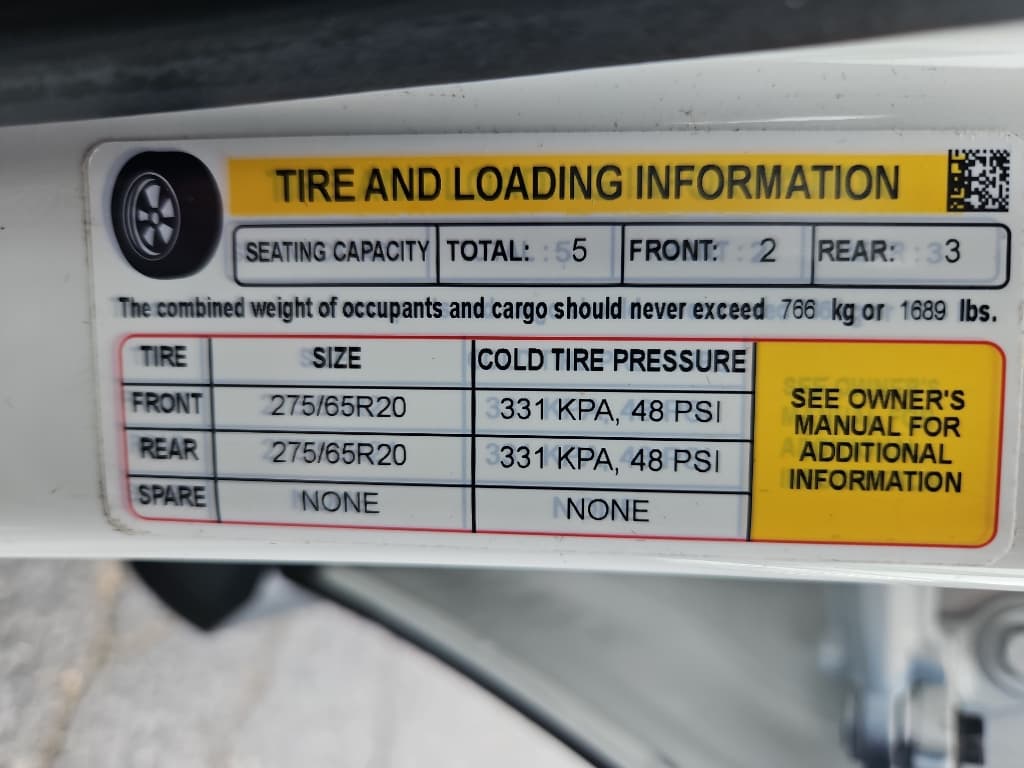 TIRE AND LOADING INFORMATION
SEATING CAPACITY TOTAL: 5 FRONT: 2 REAR: 3
The combined weight of occupants and cargo should never exceed 766 kg or 1689 lbs.
TIRE SIZE COLD TIRE PRESSURE
FRONT 275/65R20 331 KPA, 48 PSI
REAR 275/65R20 331 KPA, 48 PSI
SPARE NONE NONE
SEE OWNER'S
MANUAL FOR
ADDITIONAL
INFORMATION